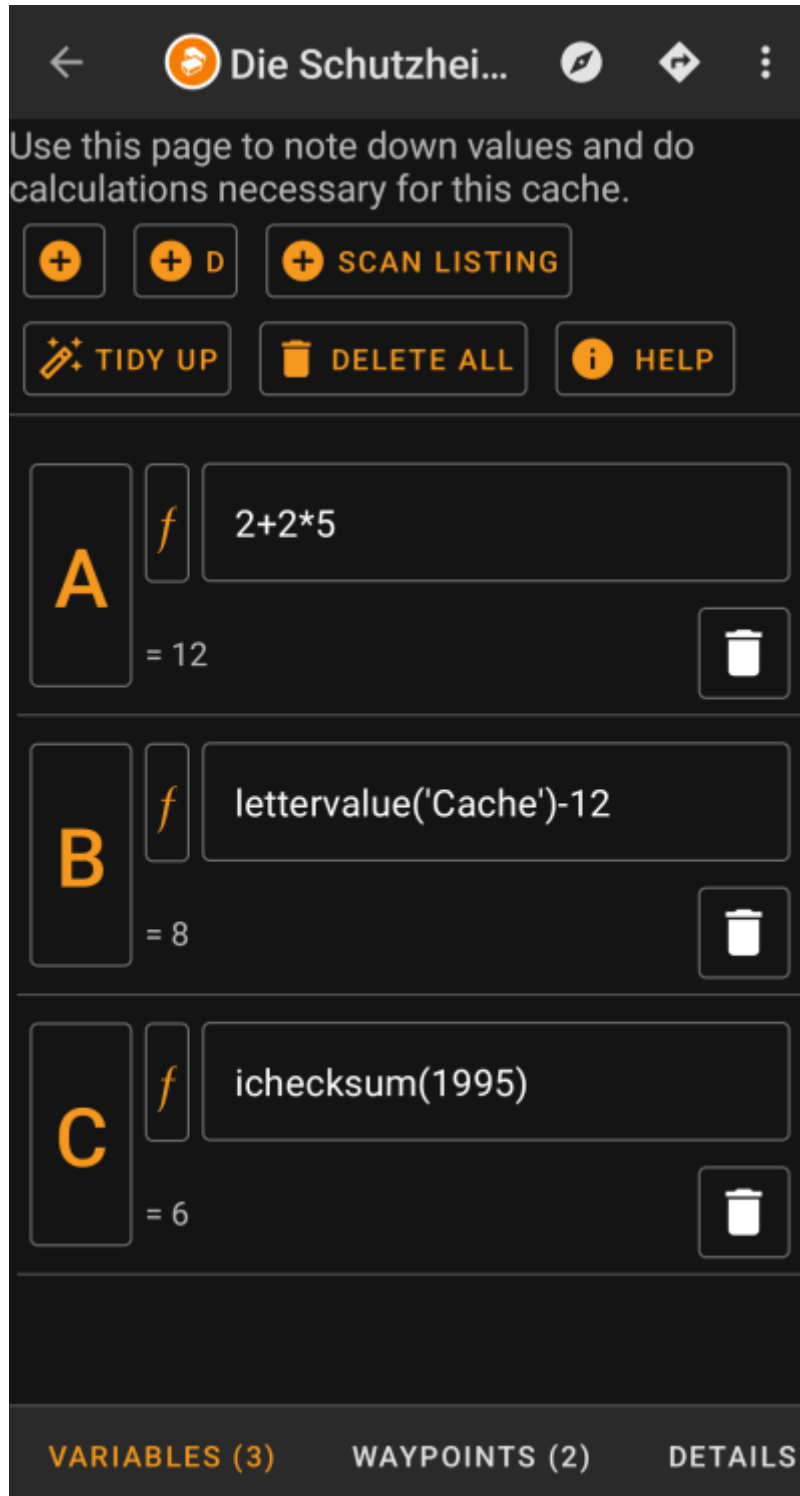 Die Schutzhei...
Use this page to note down values and do
calculations necessary for this cache.
D
SCAN LISTING
TIDY UP
DELETE ALL
HELP
A
f
2+2*5
= 12
B
f
lettervalue('Cache')-12
= 8
C
f
ichecksum(1995)
= 6
VARIABLES (3)
WAYPOINTS (2)
DETAILS